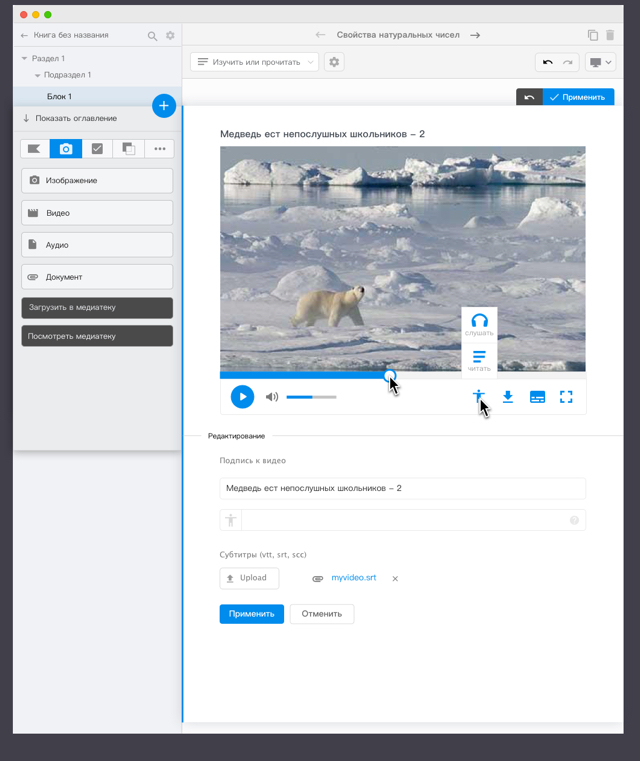 Книга без названия
Свойства натуральных чисел
Раздел 1
Подраздел 1
Изучить или прочитать
Блок 1
Применить
Показать оглавление
Изображение
Видео
Аудио
Документ
Загрузить в медиатеку
Посмотреть медиатеку
Медведь ест непослушных школьников – 2
слушать
читать
Редактирование
Подпись к видео
Медведь ест непослушных школьников – 2
?
Субтитры (vtt, srt, scc)
Upload
myvideo.srt
Применить
Отменить